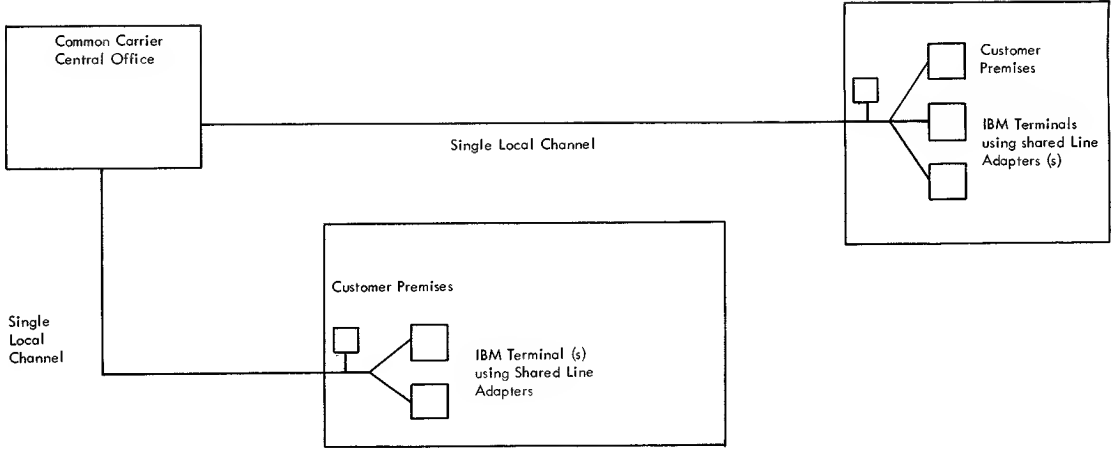 Common Carrier
Central Office
Customer
Premises
IBM Terminals
using shared Line
Adapters (s)
Single Local Channel
Customer Premises
Single
Local
Channel
IBM Terminal (s)
using Shared Line
Adapters